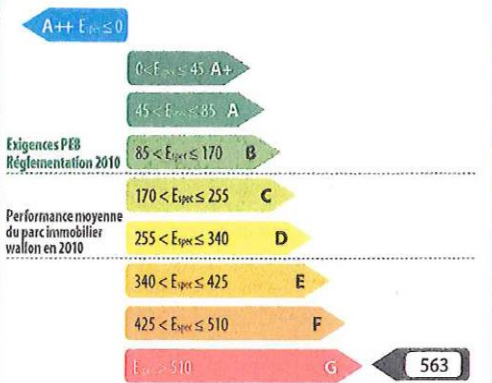 A++ Espec ≤ 0
0 < Espec ≤ 45 A+
45 < Espec ≤ 85 A
Exigences PEB
Réglementation 2010
85 < Espec ≤ 170 B
170 < Espec ≤ 255 C
Performance moyenne
du parc immobilier
wallon en 2010
255 < Espec ≤ 340 D
340 < Espec ≤ 425 E
425 < Espec ≤ 510 F
Espec > 510 G
563